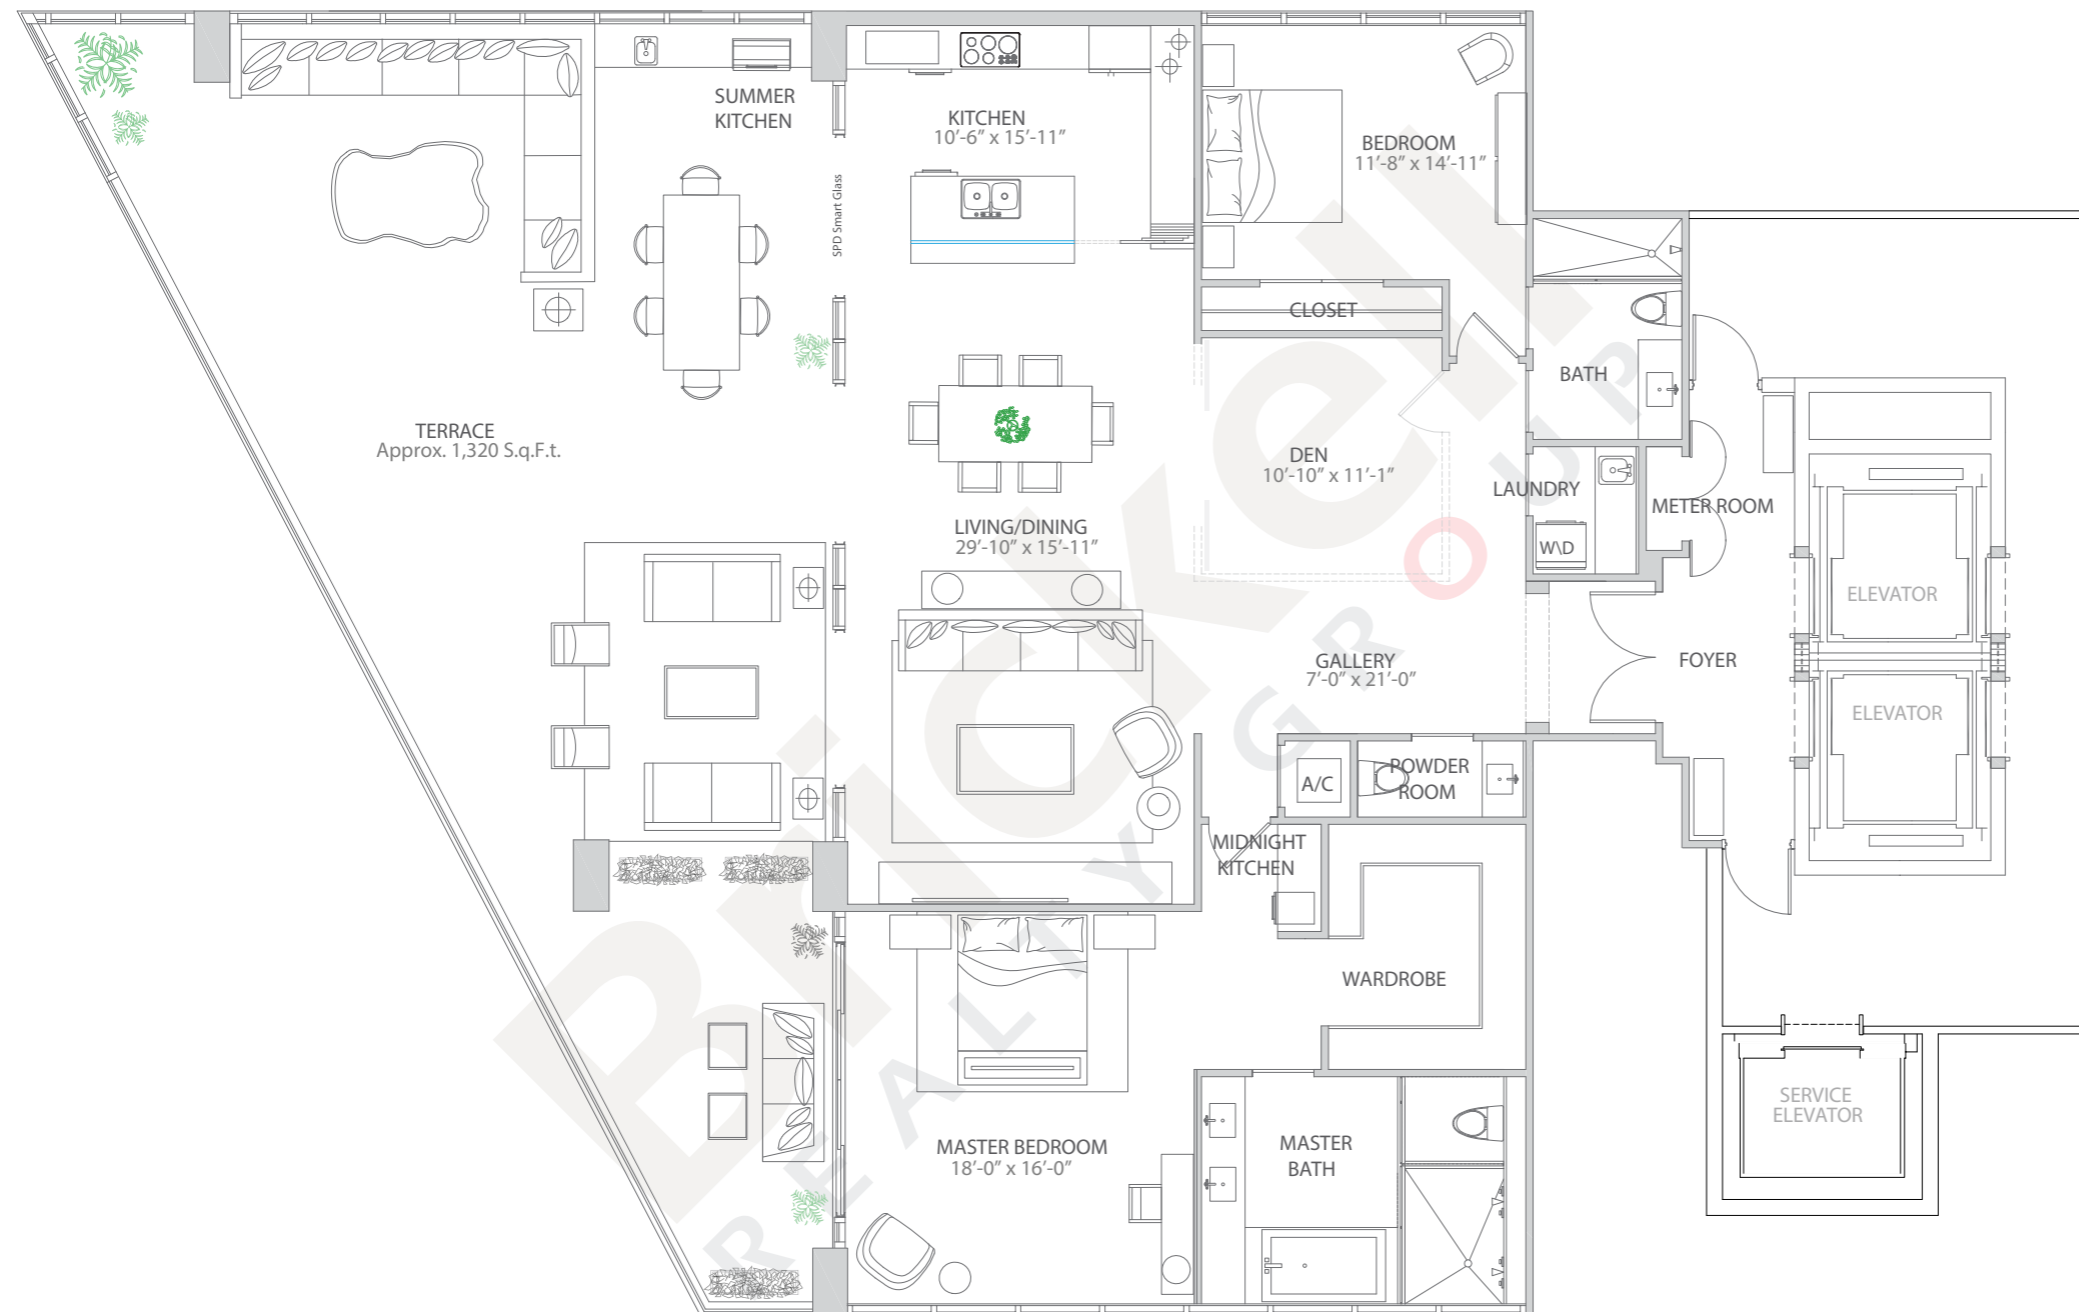 SUMMER
KITCHEN
KITCHEN
10'-6" x 15'-11"
BEDROOM
11'-8" x 14'-11"
SPD Smart Glass
CLOSET
BATH
TERRACE
Approx. 1,320 S.q.F.t.
DEN
10'-10" x 11'-1"
LAUNDRY
METER ROOM
LIVING/DINING
29'-10" x 15'-11"
W\D
ELEVATOR
GALLERY
7'-0" x 21'-0"
FOYER
ELEVATOR
A/C
POWDER
ROOM
MIDNIGHT
KITCHEN
WARDROBE
SERVICE
ELEVATOR
MASTER BEDROOM
18'-0" x 16'-0"
MASTER
BATH
Brickell
REALTY GROUP